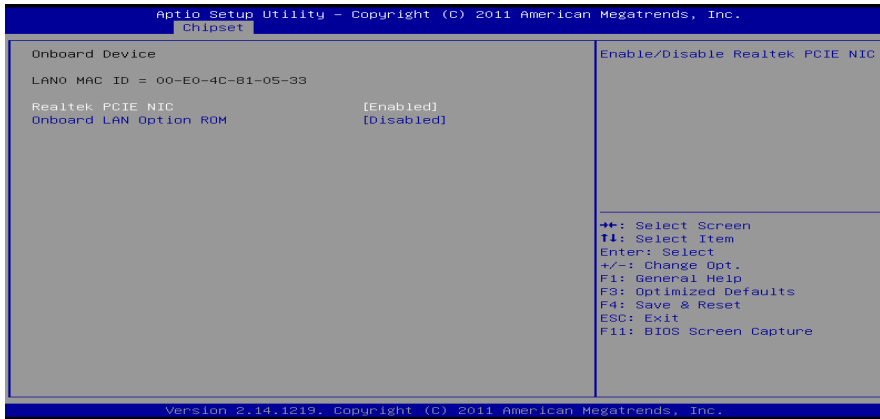 Aptio Setup Utility – Copyright (C) 2011 American Megatrends, Inc.
Chipset
Onboard Device
LAN0 MAC ID = 00-E0-4C-81-05-33
Realtek PCIE NIC [Enabled]
Onboard LAN Option ROM [Disabled]
Enable/Disable Realtek PCIE NIC
→←: Select Screen
↑↓: Select Item
Enter: Select
+/-: Change Opt.
F1: General Help
F3: Optimized Defaults
F4: Save & Reset
ESC: Exit
F11: BIOS Screen Capture
Version 2.14.1219. Copyright (C) 2011 American Megatrends, Inc.